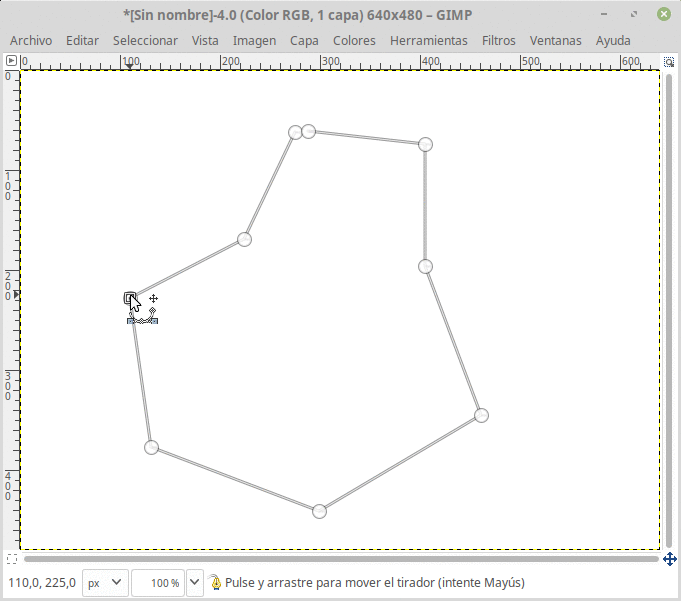 *[Sin nombre]-4.0 (Color RGB, 1 capa) 640x480 – GIMP
Archivo Editar Seleccionar Vista Imagen Capa Colores Herramientas Filtros Ventanas Ayuda
0 100 200 300 400 500 600
0
100
200
300
400
110,0, 225,0 px 100 % Pulse y arrastre para mover el tirador (intente Mayús)